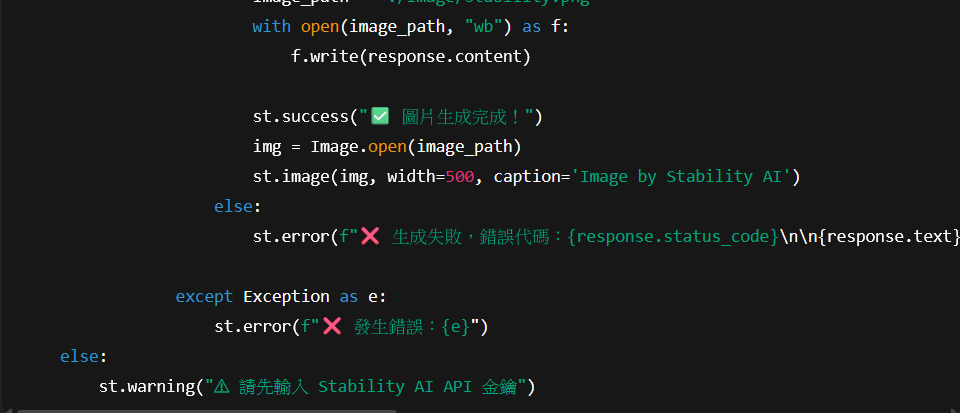 image_path = "./image/stability.png"
with open(image_path, "wb") as f:
f.write(response.content)
st.success("✅ 圖片生成完成！")
img = Image.open(image_path)
st.image(img, width=500, caption='Image by Stability AI')
else:
st.error(f"❌ 生成失敗，錯誤代碼：{response.status_code}\n\n{response.text}
except Exception as e:
st.error(f"❌ 發生錯誤：{e}")
else:
st.warning("⚠ 請先輸入 Stability AI API 金鑰")